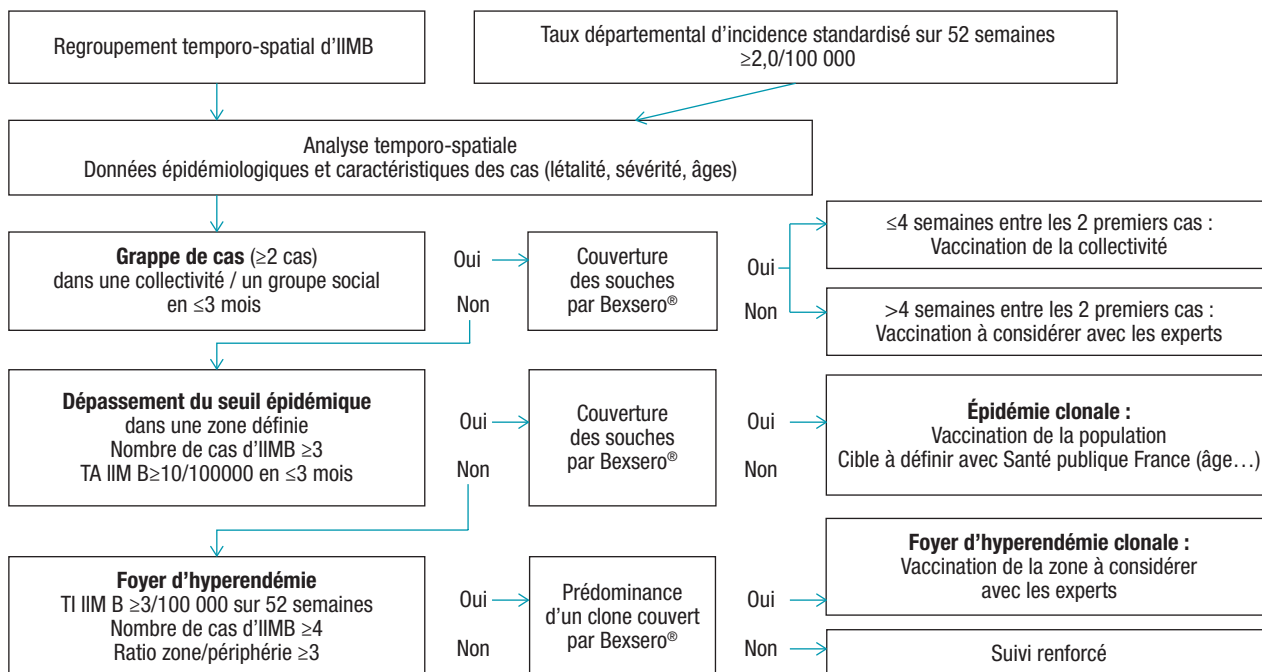 Regroupement temporo-spatial d’IIMB
Taux départemental d’incidence standardisé sur 52 semaines
≥2,0/100 000
Analyse temporo-spatiale
Données épidémiologiques et caractéristiques des cas (létalité, sévérité, âges)
Grappe de cas (≥2 cas)
dans une collectivité / un groupe social
en ≤3 mois
Oui
Non
Couverture
des souches
par Bexsero®
Oui
Non
≤4 semaines entre les 2 premiers cas :
Vaccination de la collectivité
>4 semaines entre les 2 premiers cas :
Vaccination à considérer avec les experts
Dépassement du seuil épidémique
dans une zone définie
Nombre de cas d’IIMB ≥3
TA IIM B≥10/100000 en ≤3 mois
Oui
Non
Couverture
des souches
par Bexsero®
Oui
Non
Épidémie clonale :
Vaccination de la population
Cible à définir avec Santé publique France (âge…)
Foyer d’hyperendémie
TI IIM B ≥3/100 000 sur 52 semaines
Nombre de cas d’IIMB ≥4
Ratio zone/périphérie ≥3
Oui
Non
Prédominance
d’un clone couvert
par Bexsero®
Oui
Non
Foyer d’hyperendémie clonale :
Vaccination de la zone à considérer
avec les experts
Suivi renforcé